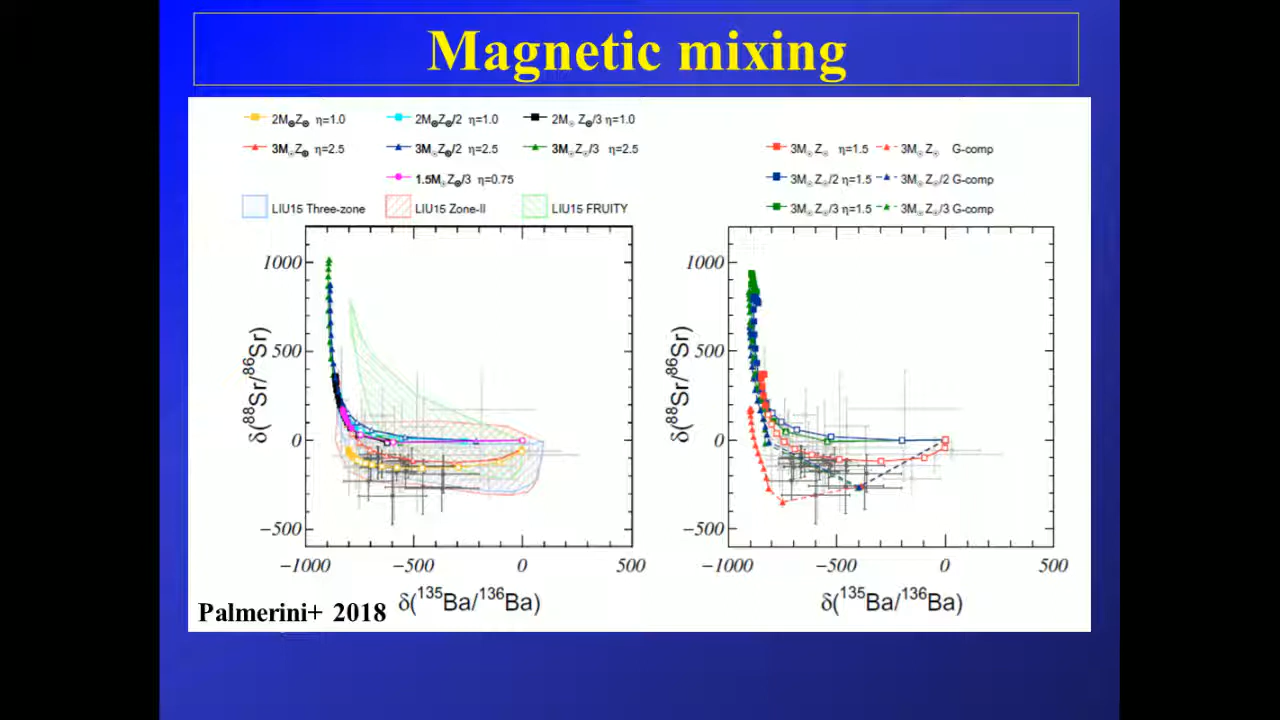 Magnetic mixing
2M☉Z☉ η=1.0 2M☉Z☉/2 η=1.0 2M☉ Z☉/3 η=1.0
3M☉Z☉ η=2.5 3M☉Z☉/2 η=2.5 3M☉Z☉/3 η=2.5
1.5M☉Z☉/3 η=0.75
LIU15 Three-zone LIU15 Zone-II LIU15 FRUITY
3M☉Z☉ η=1.5 3M☉Z☉ G-comp
3M☉Z☉/2 η=1.5 3M☉Z☉/2 G-comp
3M☉Z☉/3 η=1.5 3M☉Z☉/3 G-comp
δ(⁸⁸Sr/⁸⁶Sr)
1000
500
0
−500
−1000 −500 0 500
δ(¹³⁵Ba/¹³⁶Ba)
δ(⁸⁸Sr/⁸⁶Sr)
1000
500
0
−500
−1000 −500 0 500
δ(¹³⁵Ba/¹³⁶Ba)
Palmerini+ 2018